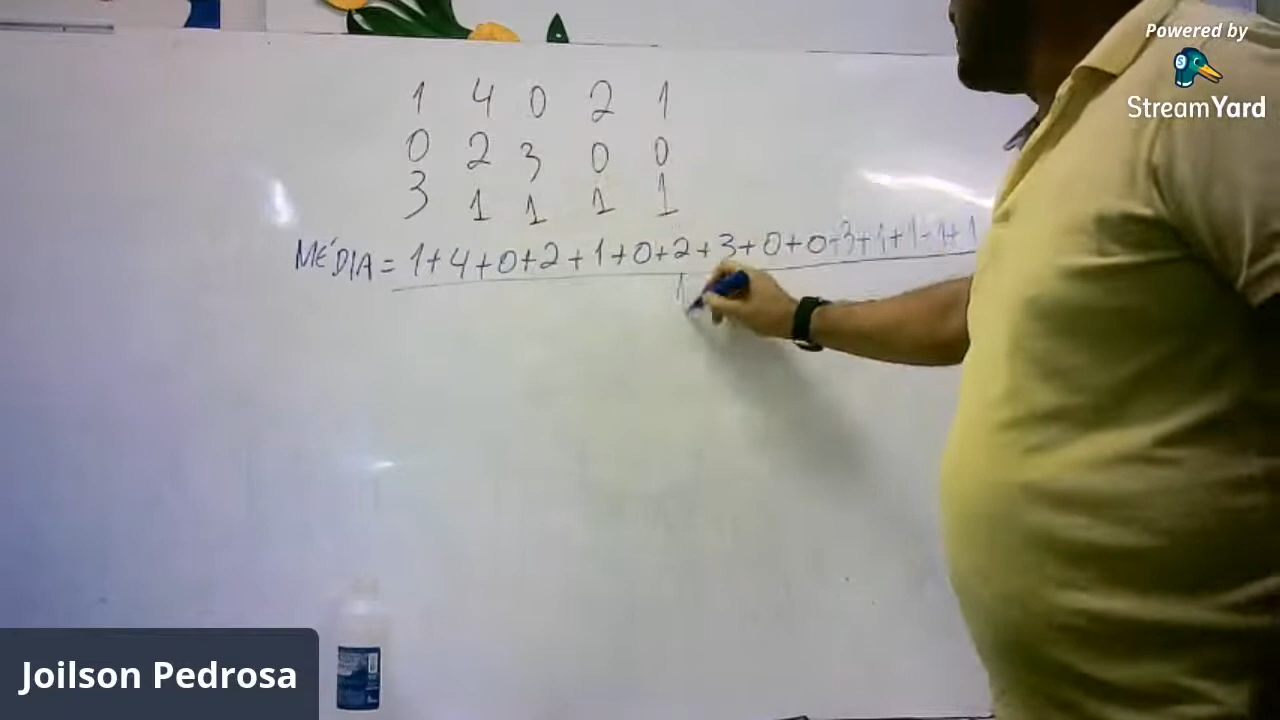 Powered by
StreamYard
1 4 0 2 1
0 2 3 0 0
3 1 1 1 1
MÉDIA = 1+4+0+2+1+0+2+3+0+0+3+1+1+1+1
1
Joilson Pedrosa